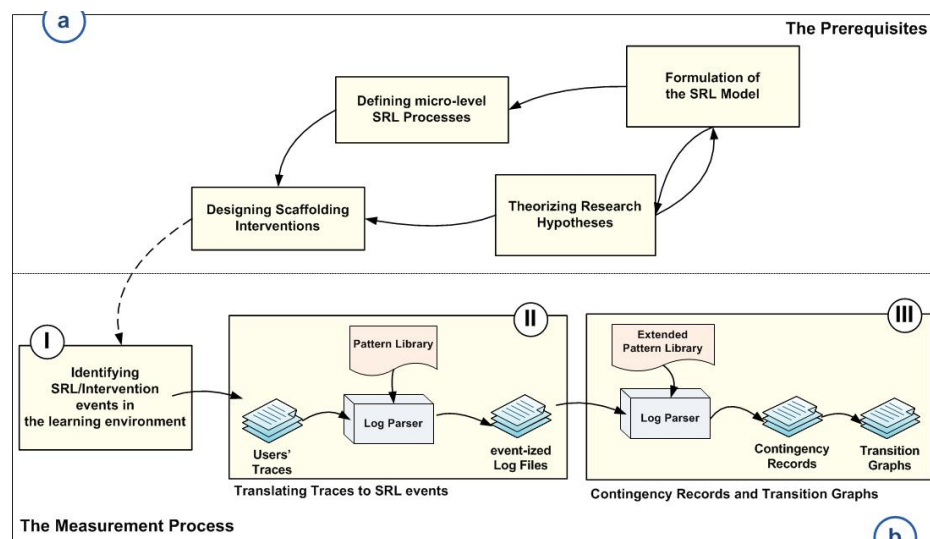 a
The Prerequisites
Formulation of
the SRL Model
Defining micro-level
SRL Processes
Theorizing Research
Hypotheses
Designing Scaffolding
Interventions
I
Identifying
SRL/Intervention
events in
the learning environment
II
Pattern Library
Log Parser
Users'
Traces
event-ized
Log Files
Translating Traces to SRL events
III
Extended
Pattern Library
Log Parser
Contingency
Records
Transition
Graphs
Contingency Records and Transition Graphs
The Measurement Process
b